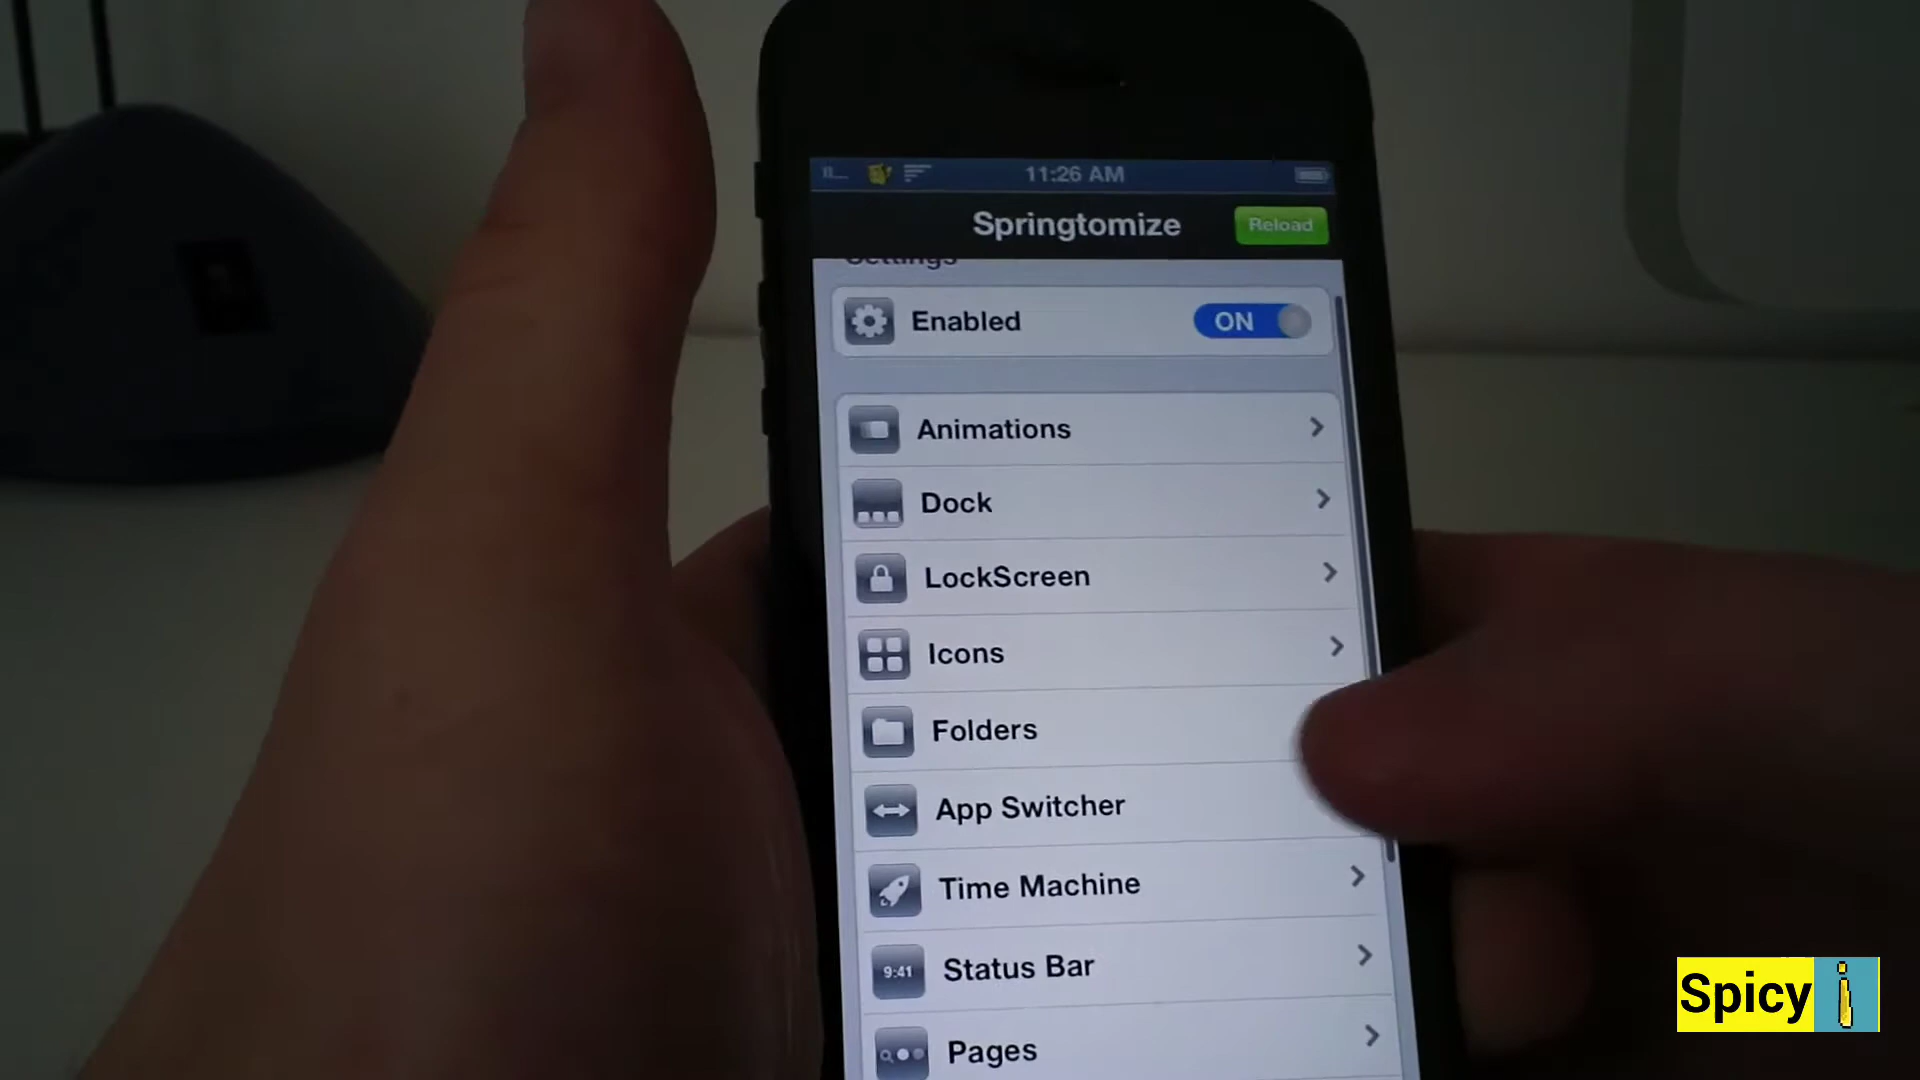 11:26 AM
Springtomize
Reload
Settings
Enabled
ON
Animations
Dock
LockScreen
Icons
Folders
App Switcher
Time Machine
9:41
Status Bar
Pages
Spicy i